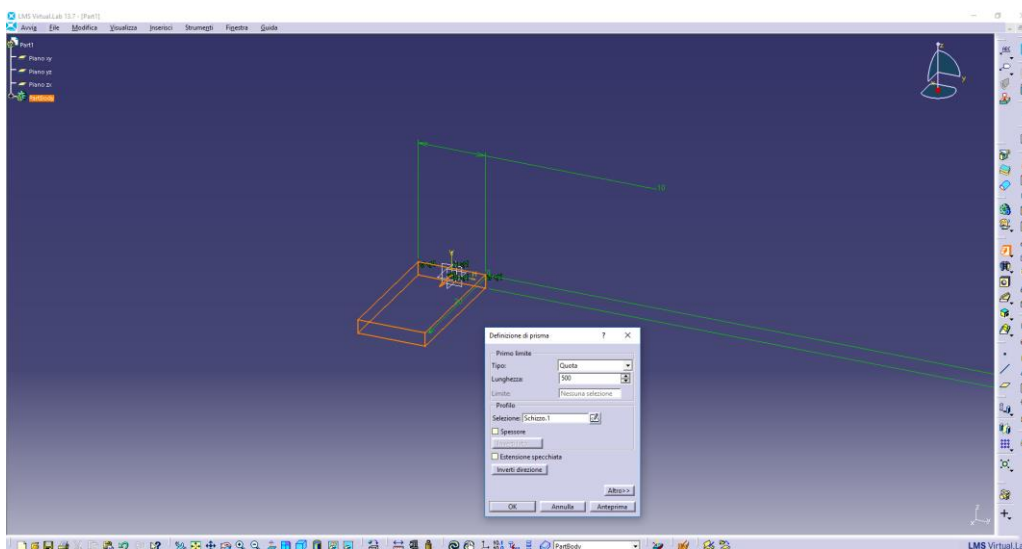 LMS Virtual.Lab 13.7 - [Part1]
Avvig File Modifica Visualizza Inserisci Strumenti Finestra Guida
Part1
Piano xy
Piano yz
Piano zx
PartBody
z
y
10
Definizione di prisma ? ×
Primo limite
Tipo: Quota
Lunghezza: 500
Limite: Nessuna selezione
Profilo
Selezione: Schizzo.1
Spessore
Estensione specchiata
Inverti direzione
Altro>>
OK Annulla Anteprima
PartBody
LMS Virtual.La